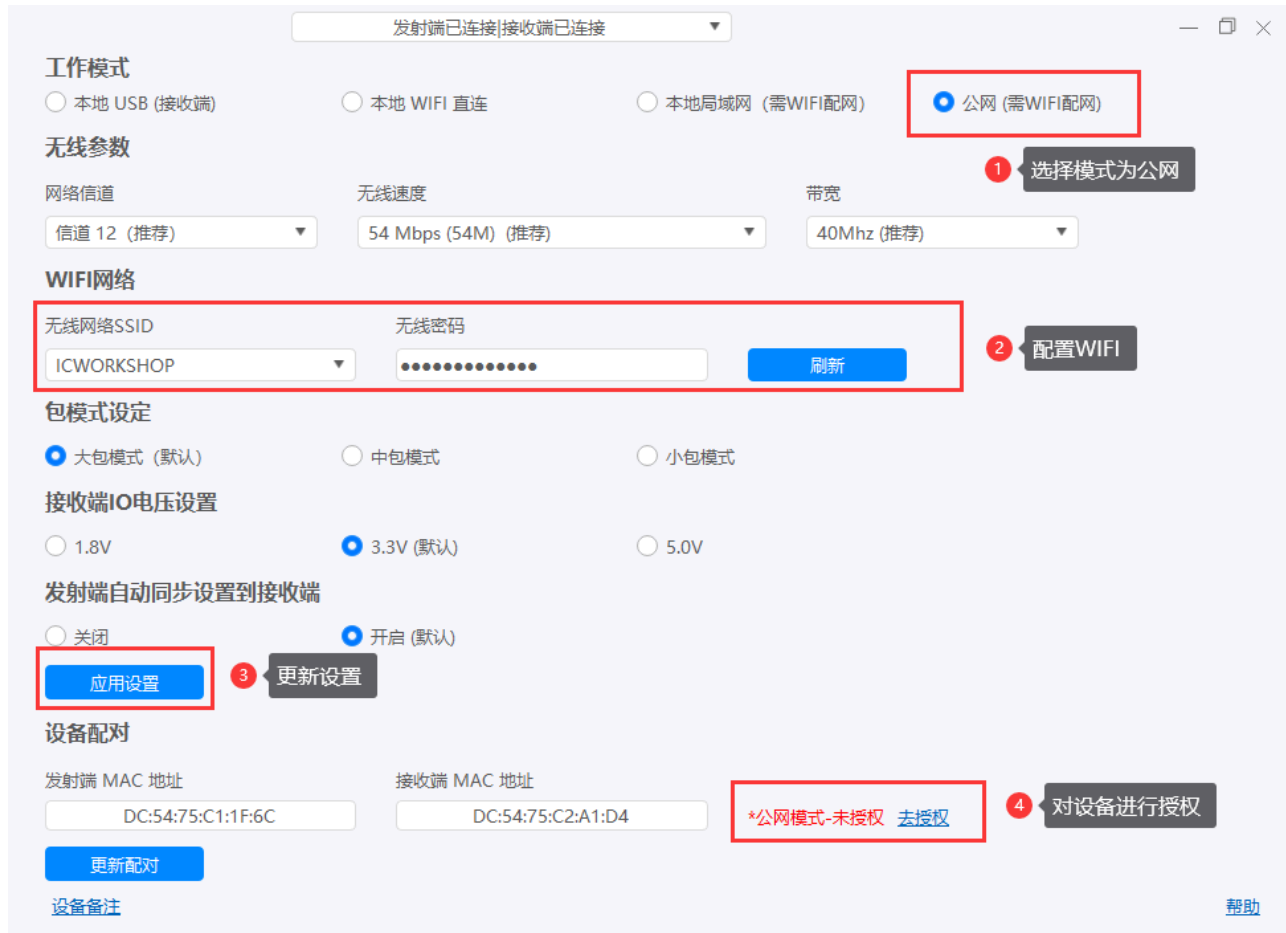 发射端已连接|接收端已连接
工作模式
本地 USB (接收端) 本地 WIFI 直连 本地局域网（需WIFI配网） 公网 (需WIFI配网)
1 选择模式为公网
无线参数
网络信道 无线速度 带宽
信道 12（推荐） 54 Mbps (54M)（推荐） 40Mhz (推荐)
WIFI网络
无线网络SSID 无线密码
2 配置WIFI
ICWORKSHOP ●●●●●●●●●●●●● 刷新
包模式设定
大包模式（默认） 中包模式 小包模式
接收端IO电压设置
1.8V 3.3V (默认) 5.0V
发射端自动同步设置到接收端
关闭 开启 (默认)
应用设置 3 更新设置
设备配对
发射端 MAC 地址 接收端 MAC 地址
DC:54:75:C1:1F:6C DC:54:75:C2:A1:D4 *公网模式-未授权 去授权 4 对设备进行授权
更新配对
设备备注 帮助